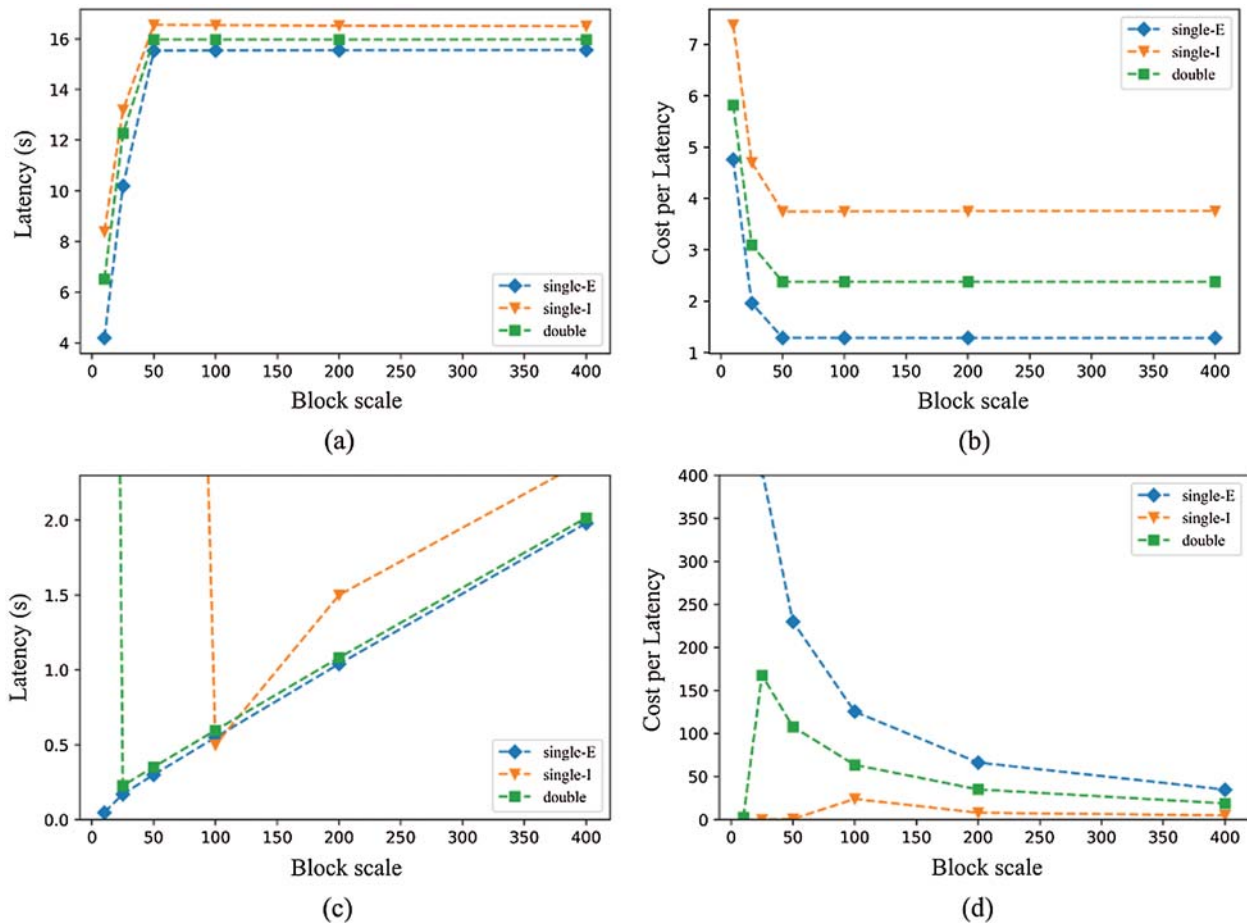 16
14
12
10
8
6
4
Latency (s)
single-E
single-I
double
0 50 100 150 200 250 300 350 400
Block scale
(a)
7
6
5
4
3
2
1
Cost per Latency
single-E
single-I
double
0 50 100 150 200 250 300 350 400
Block scale
(b)
2.0
1.5
1.0
0.5
0.0
Latency (s)
single-E
single-I
double
0 50 100 150 200 250 300 350 400
Block scale
(c)
400
350
300
250
200
150
100
50
0
Cost per Latency
single-E
single-I
double
0 50 100 150 200 250 300 350 400
Block scale
(d)